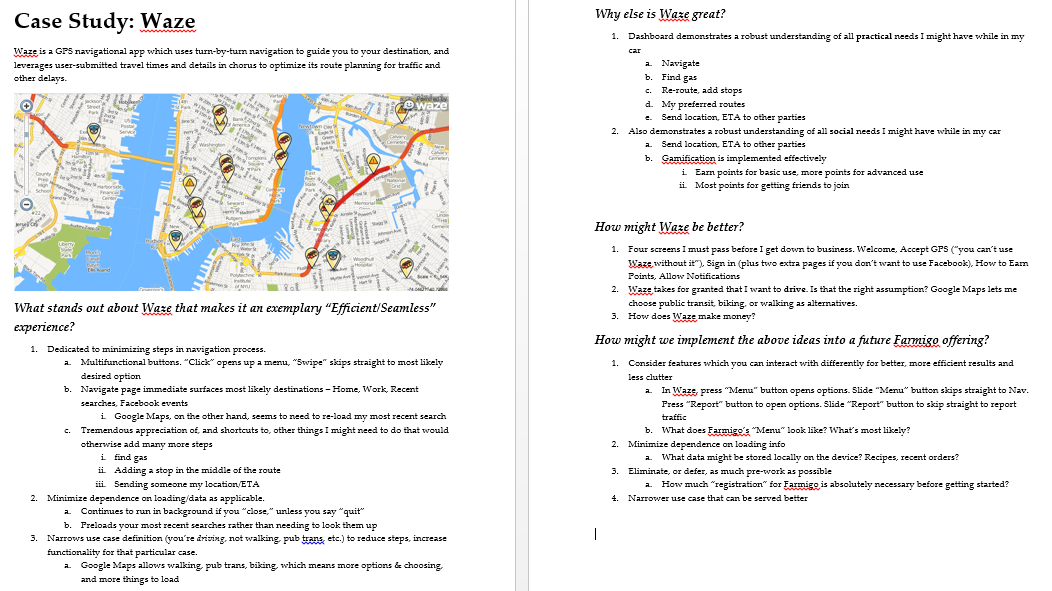 Case Study: Waze
Waze is a GPS navigational app which uses turn-by-turn navigation to guide you to your destination, and
leverages user-submitted travel times and details in chorus to optimize its route planning for traffic and
other delays.
waze
What stands out about Waze that makes it an exemplary “Efficient/Seamless”
experience?
1. Dedicated to minimizing steps in navigation process.
a. Multifunctional buttons. “Click” opens up a menu, “Swipe” skips straight to most likely
desired option
b. Navigate page immediate surfaces most likely destinations – Home, Work, Recent
searches, Facebook events
i. Google Maps, on the other hand, seems to need to re-load my most recent search
c. Tremendous appreciation of, and shortcuts to, other things I might need to do that would
otherwise add many more steps
i. find gas
ii. Adding a stop in the middle of the route
iii. Sending someone my location/ETA
2. Minimize dependence on loading/data as applicable.
a. Continues to run in background if you “close,” unless you say “quit”
b. Preloads your most recent searches rather than needing to look them up
3. Narrows use case definition (you’re driving, not walking, pub trans, etc.) to reduce steps, increase
functionality for that particular case.
a. Google Maps allows walking, pub trans, biking, which means more options & choosing,
and more things to load
Why else is Waze great?
1. Dashboard demonstrates a robust understanding of all practical needs I might have while in my
car
a. Navigate
b. Find gas
c. Re-route, add stops
d. My preferred routes
e. Send location, ETA to other parties
2. Also demonstrates a robust understanding of all social needs I might have while in my car
a. Send location, ETA to other parties
b. Gamification is implemented effectively
i. Earn points for basic use, more points for advanced use
ii. Most points for getting friends to join
How might Waze be better?
1. Four screens I must pass before I get down to business. Welcome, Accept GPS (“you can’t use
Waze without it”), Sign in (plus two extra pages if you don’t want to use Facebook), How to Earn
Points, Allow Notifications
2. Waze takes for granted that I want to drive. Is that the right assumption? Google Maps lets me
choose public transit, biking, or walking as alternatives.
3. How does Waze make money?
How might we implement the above ideas into a future Farmigo offering?
1. Consider features which you can interact with differently for better, more efficient results and
less clutter
a. In Waze, press “Menu” button opens options. Slide “Menu” button skips straight to Nav.
Press “Report” button to open options. Slide “Report” button to skip straight to report
traffic
b. What does Farmigo’s “Menu” look like? What’s most likely?
2. Minimize dependence on loading info
a. What data might be stored locally on the device? Recipes, recent orders?
3. Eliminate, or defer, as much pre-work as possible
a. How much “registration” for Farmigo is absolutely necessary before getting started?
4. Narrower use case that can be served better